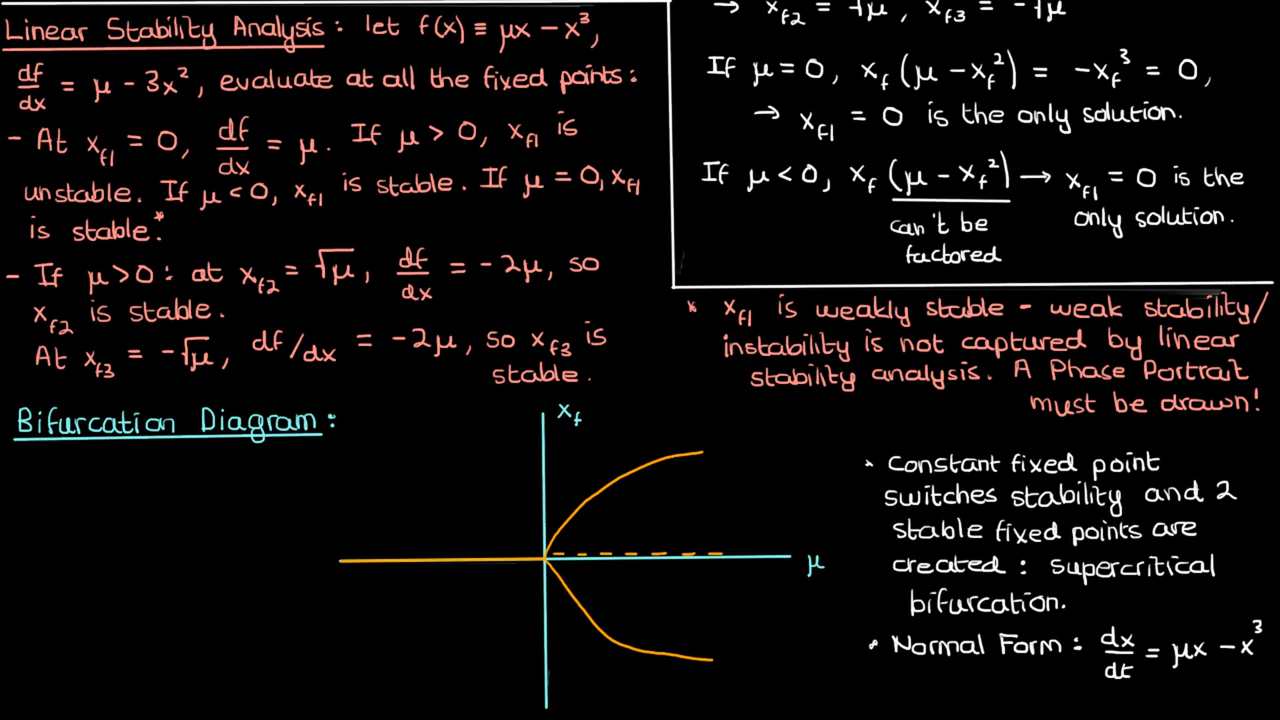 Linear Stability Analysis: let f(x) ≡ μx − x³,
df/dx = μ − 3x², evaluate at all the fixed points:
- At x_f1 = 0, df/dx = μ. If μ > 0, x_f1 is
unstable. If μ < 0, x_f1 is stable. If μ = 0, x_f1
is stable.*
- If μ>0: at x_f2 = √μ, df/dx = −2μ, so
x_f2 is stable.
At x_f3 = −√μ, df/dx = −2μ, so x_f3 is
stable.
→ x_f2 = √μ, x_f3 = −√μ
If μ = 0, x_f(μ − x_f²) = −x_f³ = 0,
→ x_f1 = 0 is the only solution.
If μ < 0, x_f(μ − x_f²) → x_f1 = 0 is the
only solution.
can't be
factored
* x_f1 is weakly stable - weak stability/
instability is not captured by linear
stability analysis. A Phase Portrait
must be drawn!
Bifurcation Diagram:
x_f
μ
• Constant fixed point
switches stability and 2
stable fixed points are
created: supercritical
bifurcation.
• Normal Form: dx/dt = μx − x³